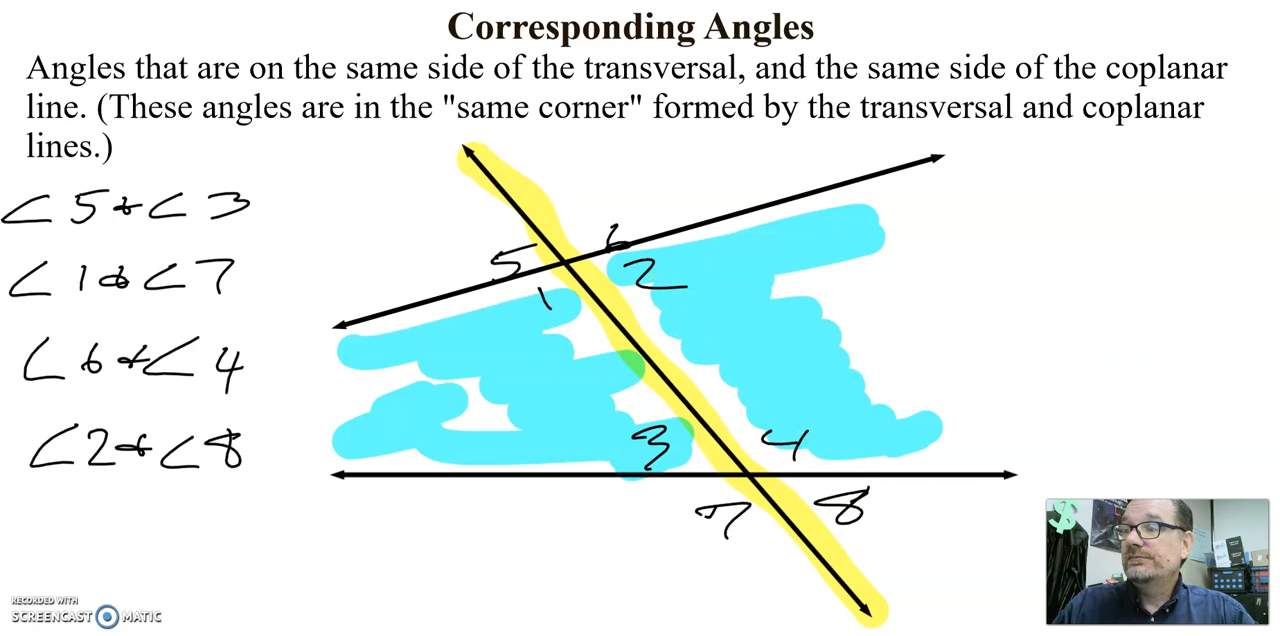 Corresponding Angles
Angles that are on the same side of the transversal, and the same side of the coplanar
line. (These angles are in the "same corner" formed by the transversal and coplanar
lines.)
∠5 & ∠3
∠1 & ∠7
∠6 & ∠4
∠2 & ∠8
5
6
1
2
3
4
7
8
$
RECORDED WITH
SCREENCAST MATIC